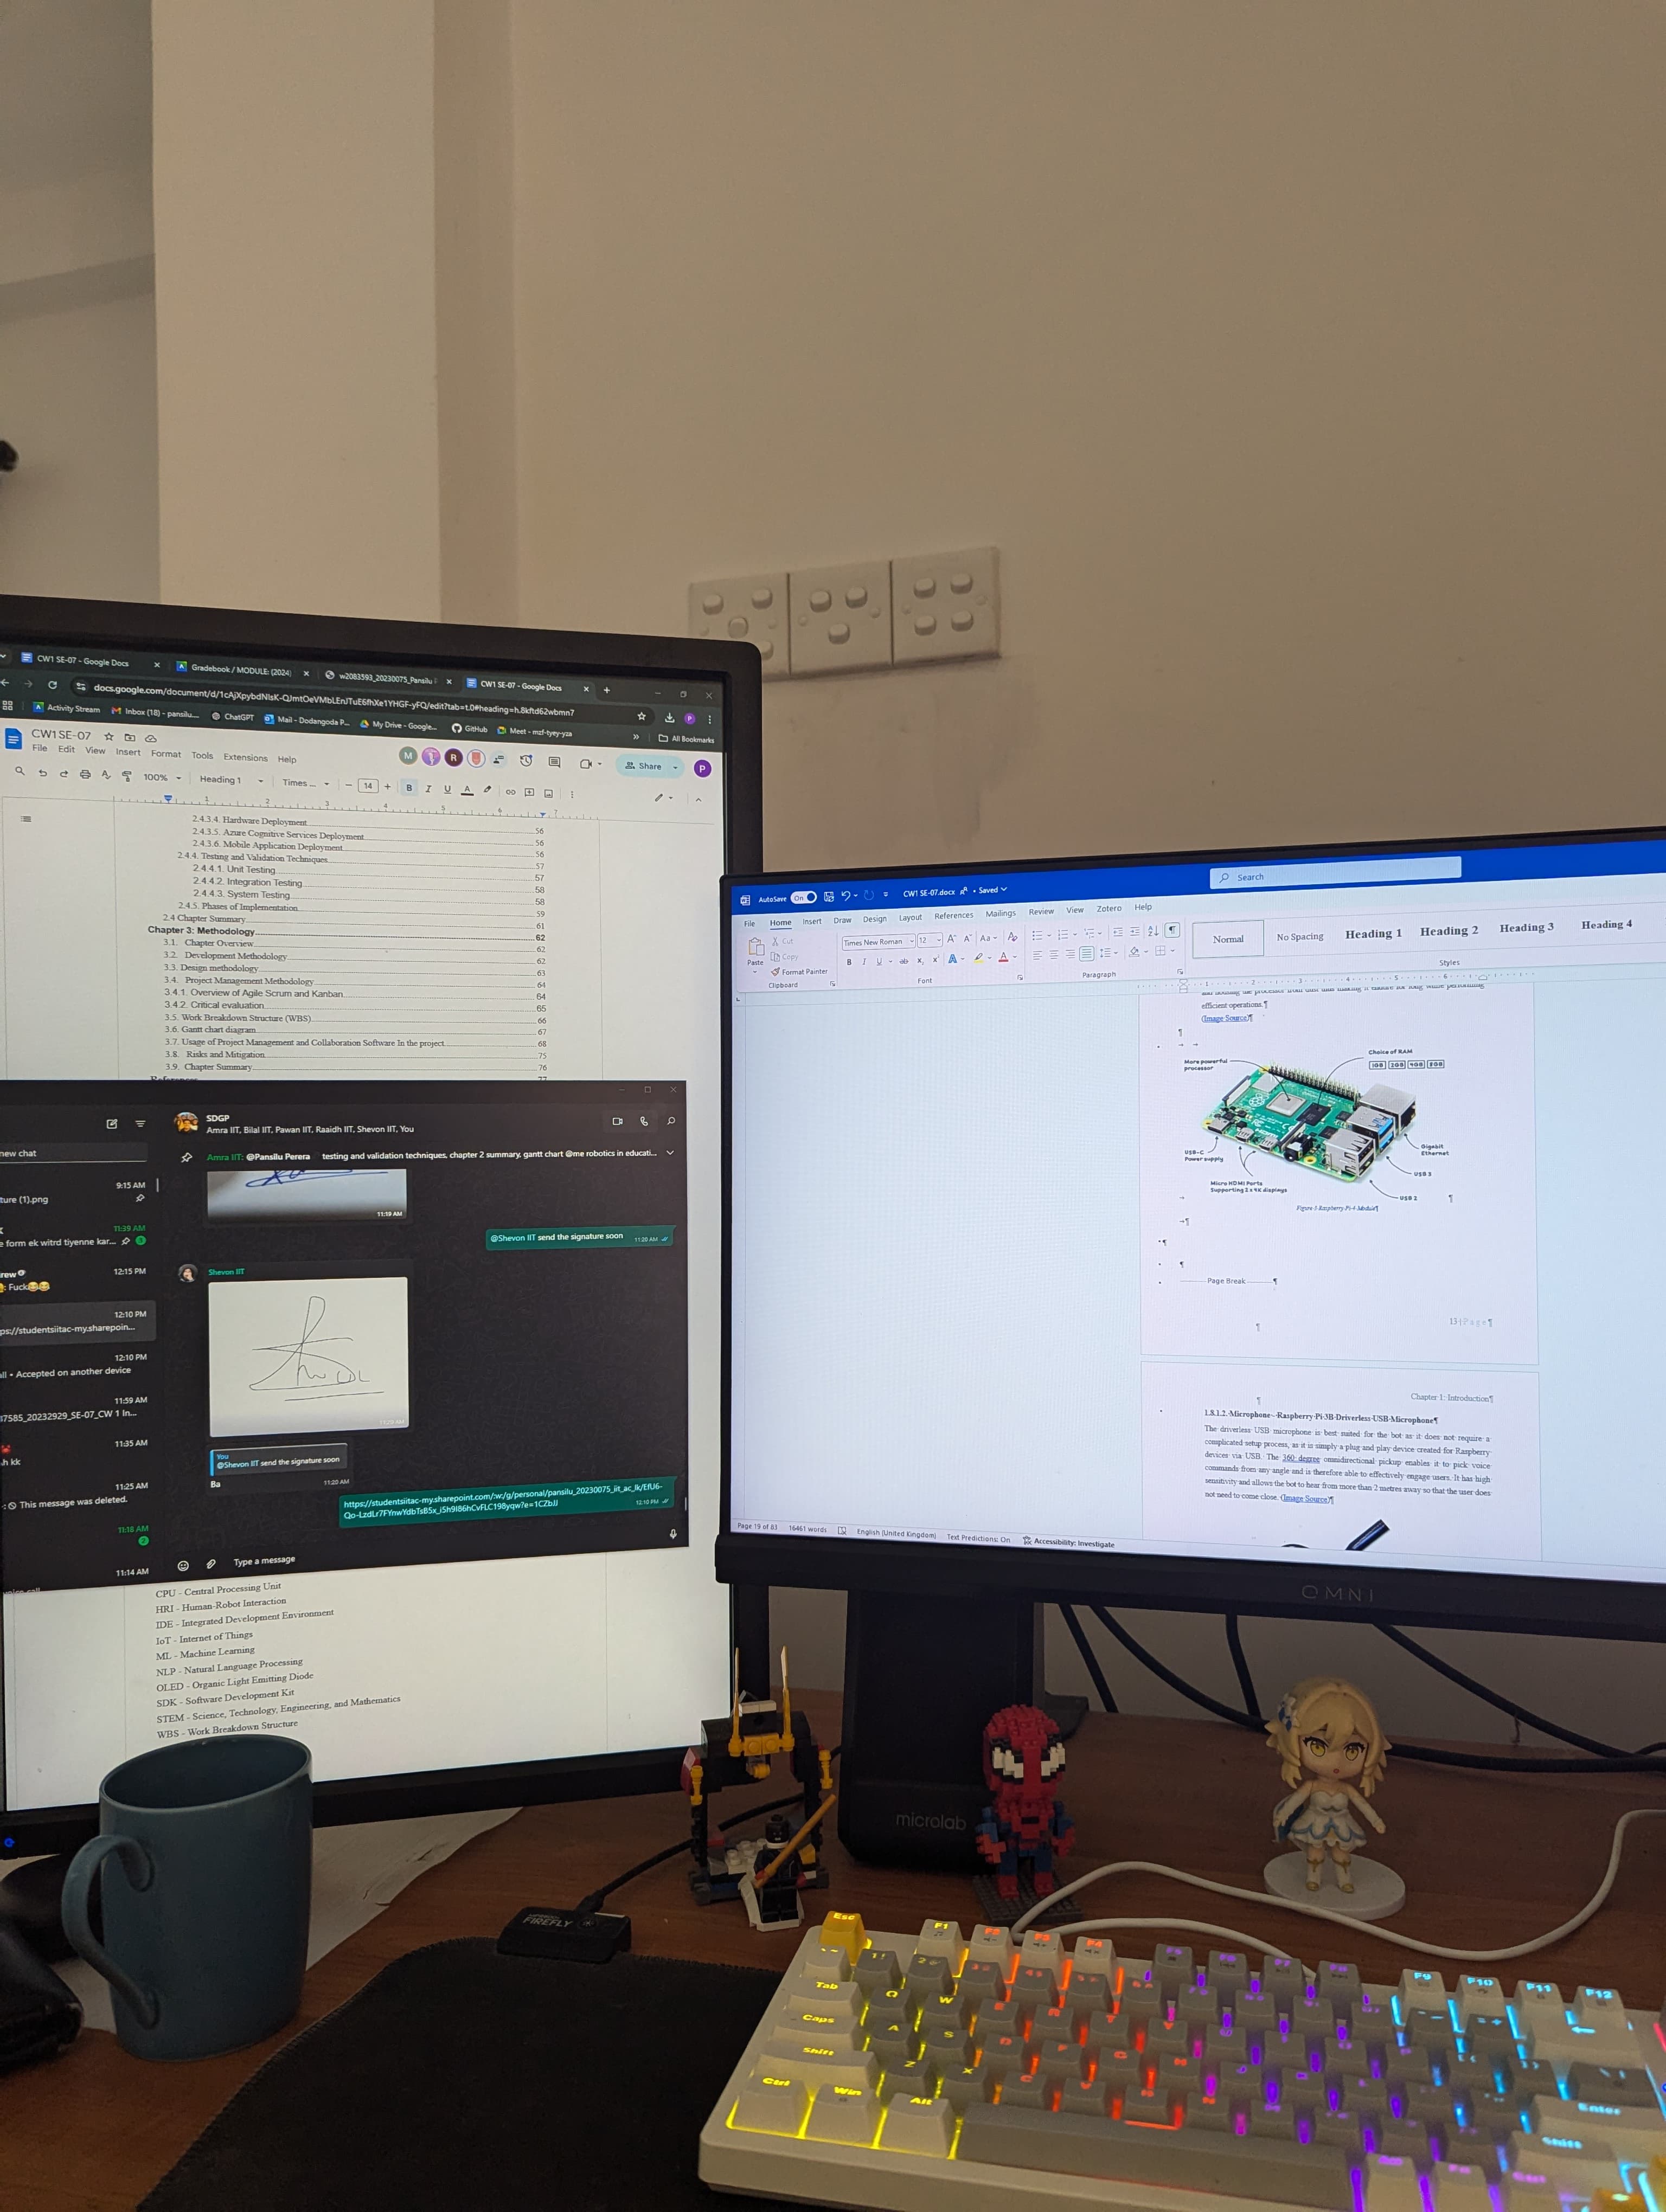 CW1 SE-07 - Google Docs
Gradebook / MODULE: (2024)
w2083593_20230075_Pansilu
CW1 SE-07 - Google Docs
docs.google.com/document/d/1cAjXpybdNlsK-QJmtOeVMbLEnJTuE6fhXe1YHGF-yFQ/edit?tab=t.0#heading=h.8kftd62wbmn7
Activity Stream
Inbox (18) - pansilu....
ChatGPT
Mail - Dodangoda P...
My Drive - Google...
GitHub
Meet - mzf-tyey-yza
All Bookmarks
CW1 SE-07
File Edit View Insert Format Tools Extensions Help
M
R
Share
P
100%
Heading 1
Times ...
14
B I U A
2.4.3.4. Hardware Deployment 56
2.4.3.5. Azure Cognitive Services Deployment 56
2.4.3.6. Mobile Application Deployment 56
2.4.4. Testing and Validation Techniques 57
2.4.4.1. Unit Testing 57
2.4.4.2. Integration Testing 58
2.4.4.3. System Testing 58
2.4.5. Phases of Implementation 59
2.4 Chapter Summary 61
Chapter 3: Methodology 62
3.1. Chapter Overview 62
3.2. Development Methodology 62
3.3. Design methodology 63
3.4. Project Management Methodology 64
3.4.1. Overview of Agile Scrum and Kanban 64
3.4.2. Critical evaluation 65
3.5. Work Breakdown Structure (WBS) 66
3.6. Gantt chart diagram 67
3.7. Usage of Project Management and Collaboration Software In the project 68
3.8. Risks and Mitigation 75
3.9. Chapter Summary 76
new chat
9:15 AM
ture (1).png
11:39 AM
e form ek witrd tiyenne kar...
12:15 PM
: Fuck😂😂
12:10 PM
ps://studentsiitac-my.sharepoin...
12:10 PM
all • Accepted on another device
11:59 AM
17585_20232929_SE-07_CW 1 In...
11:35 AM
h kk
11:25 AM
This message was deleted.
11:18 AM
11:14 AM
SDGP
Amra IIT, Bilal IIT, Pawan IIT, Raaidh IIT, Shevon IIT, You
Amra IIT: @Pansilu Perera testing and validation techniques, chapter 2 summary, gantt chart @me robotics in educati...
11:19 AM
@Shevon IIT send the signature soon
11:20 AM
Shevon IIT
You
@Shevon IIT send the signature soon
Ba
11:20 AM
https://studentsiitac-my.sharepoint.com/:w:/g/personal/pansilu_20230075_iit_ac_lk/EfU6-
Qo-LzdLr7FYnwYdbTsB5x_i5h9l86hCvFLC198yqw?e=1CZbJJ
12:10 PM
Type a message
CPU - Central Processing Unit
HRI - Human-Robot Interaction
IDE - Integrated Development Environment
IoT - Internet of Things
ML - Machine Learning
NLP - Natural Language Processing
OLED - Organic Light Emitting Diode
SDK - Software Development Kit
STEM - Science, Technology, Engineering, and Mathematics
WBS - Work Breakdown Structure
AutoSave On
CW1 SE-07.docx • Saved
Search
File Home Insert Draw Design Layout References Mailings Review View Zotero Help
Paste
Cut
Copy
Format Painter
Clipboard
Times New Roman
12
Font
Paragraph
Normal
No Spacing
Heading 1
Heading 2
Heading 3
Heading 4
Styles
efficient operations.¶
(Image Source)¶
More powerful
processor
Choice of RAM
1GB 2GB 4GB 8GB
USB-C
Power supply
Micro HDMI Ports
Supporting 2 x 4K displays
Gigabit
Ethernet
USB 3
USB 2
Figure 5 Raspberry-Pi-4-Module¶
Page Break
13 | Page¶
Chapter 1: Introduction¶
1.8.1.2. Microphone - Raspberry Pi 3B Driverless USB Microphone¶
The driverless USB microphone is best suited for the bot as it does not require a
complicated setup process, as it is simply a plug and play device created for Raspberry
devices via USB. The 360 degree omnidirectional pickup enables it to pick voice
commands from any angle and is therefore able to effectively engage users. It has high
sensitivity and allows the bot to hear from more than 2 metres away so that the user does
not need to come close. (Image Source)¶
Page 19 of 83
16461 words
English (United Kingdom)
Text Predictions: On
Accessibility: Investigate
OMNI
microlab
FIREFLY
Esc
F1
F2
F3
F4
F9
F10
F11
F12
Tab
Q
W
Caps
A
S
Shift
Z
X
Enter
Shift
Ctrl
Win
Alt